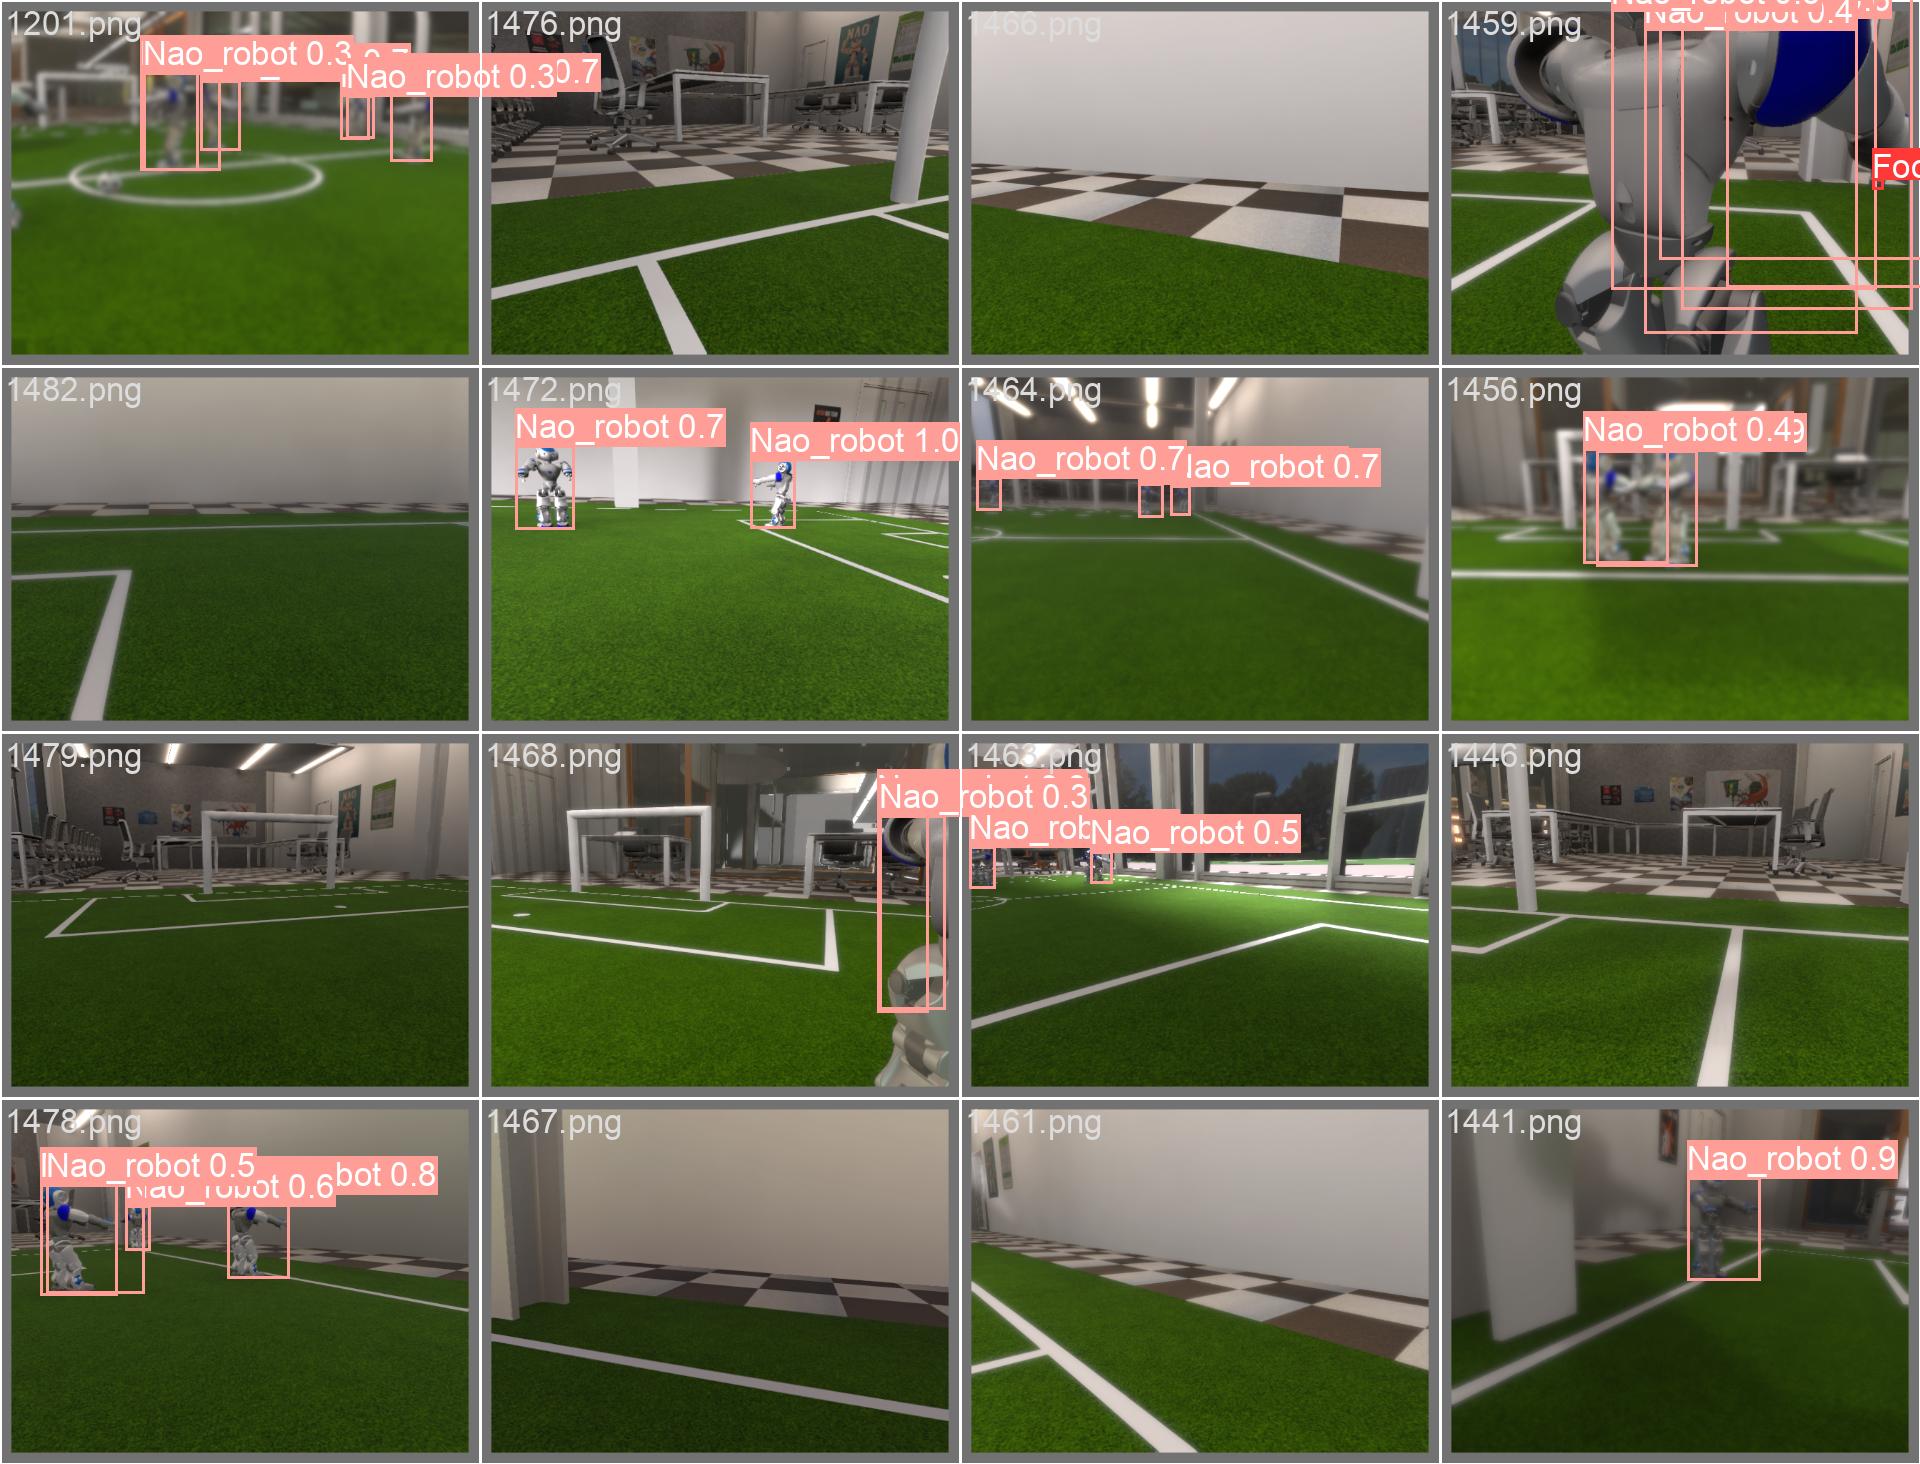 1201.png
Nao_robot 0.3
0.7
Nao_robot 0.3
0.7
1476.png
1466.png
1459.png
Nao_robot 0.4
Foo
1482.png
1472.png
Nao_robot 0.7
Nao_robot 1.0
1464.png
Nao_robot 0.7
ao_robot 0.7
1456.png
Nao_robot 0.4
1479.png
1468.png
Nao_robot 0.3
1463.png
Nao_rob
Nao_robot 0.5
1446.png
NAO
1478.png
Nao_robot 0.5
bot 0.8
Nao_robot 0.6
1467.png
1461.png
1441.png
Nao_robot 0.9